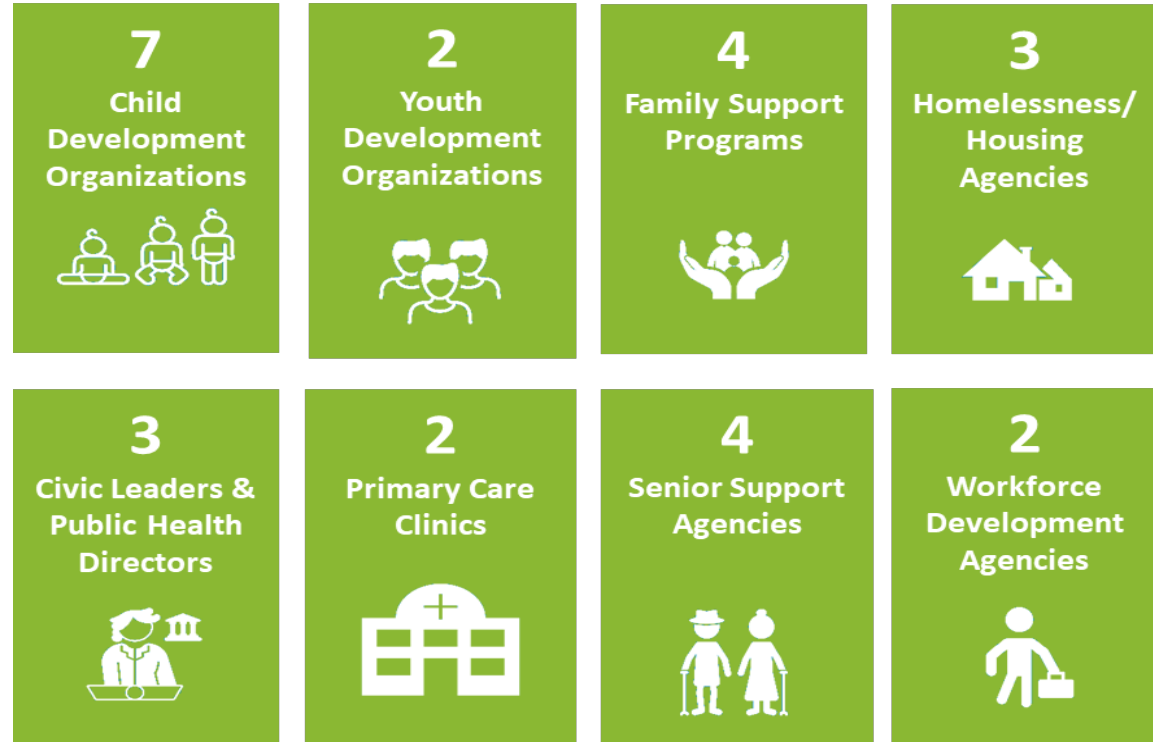 7
Child
Development
Organizations
2
Youth
Development
Organizations
4
Family Support
Programs
3
Homelessness/
Housing
Agencies
3
Civic Leaders &
Public Health
Directors
2
Primary Care
Clinics
4
Senior Support
Agencies
2
Workforce
Development
Agencies